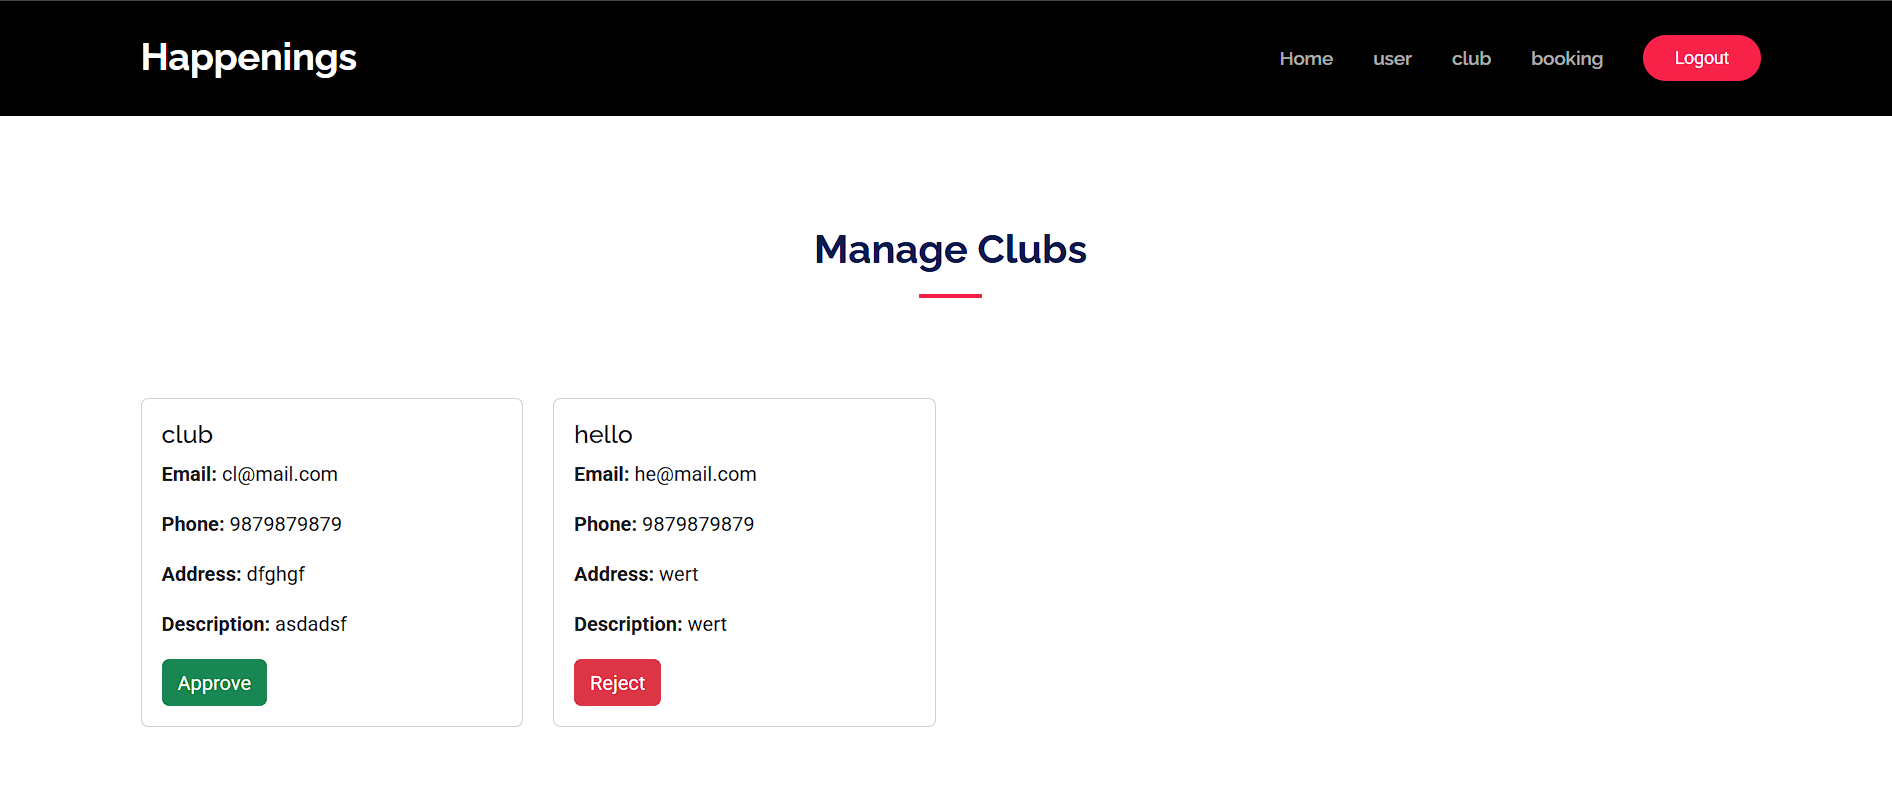 Happenings
Home user club booking Logout
Manage Clubs
club
Email: cl@mail.com
Phone: 9879879879
Address: dfghgf
Description: asdadsf
Approve
hello
Email: he@mail.com
Phone: 9879879879
Address: wert
Description: wert
Reject